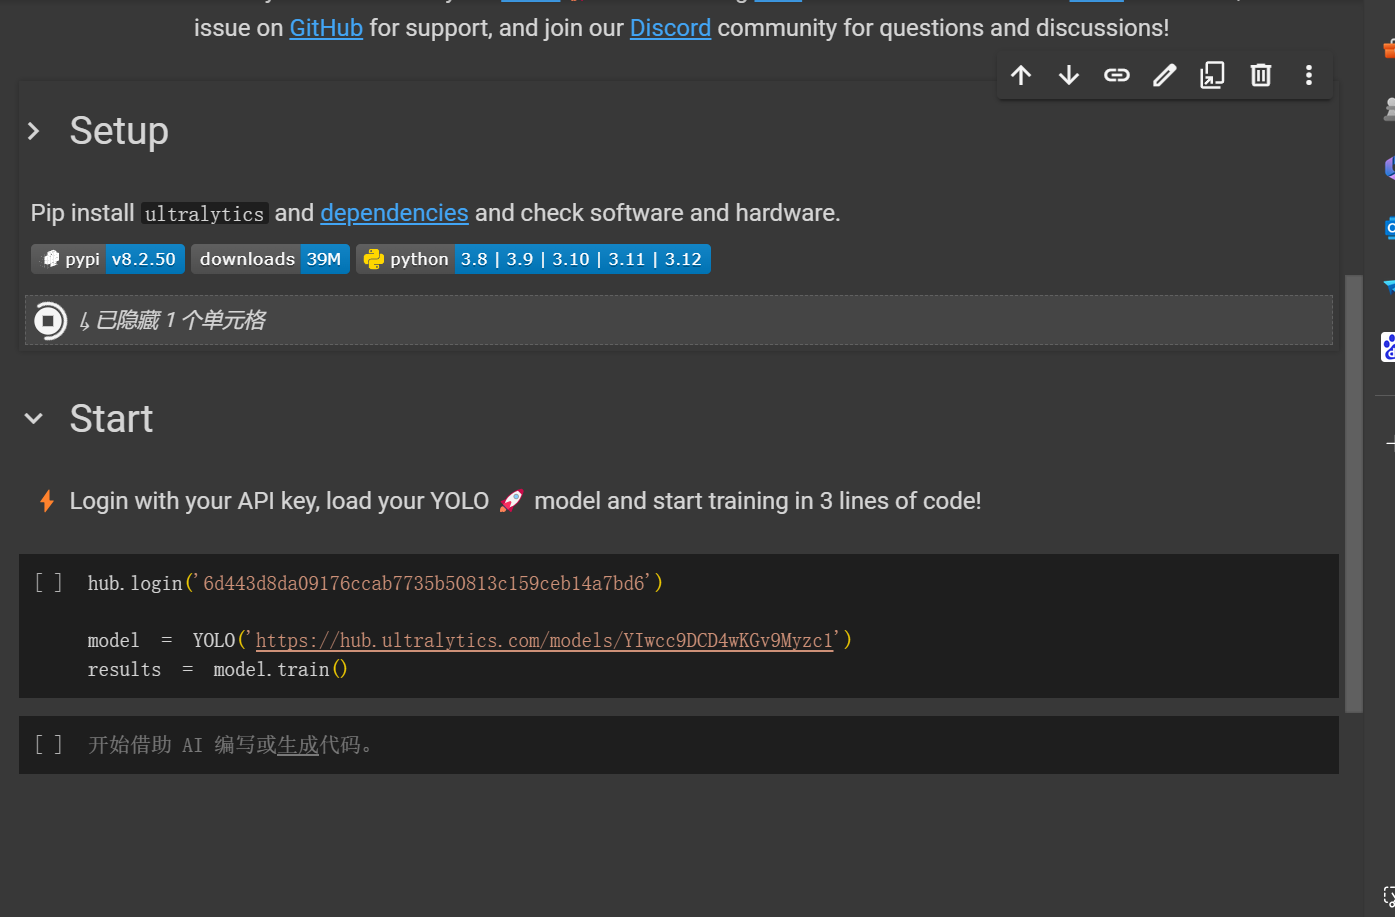 issue on GitHub for support, and join our Discord community for questions and discussions!
Setup
Pip install ultralytics and dependencies and check software and hardware.
pypi v8.2.50 downloads 39M python 3.8 | 3.9 | 3.10 | 3.11 | 3.12
↳ 已隐藏 1 个单元格
Start
⚡ Login with your API key, load your YOLO 🚀 model and start training in 3 lines of code!
[ ] hub.login('6d443d8da09176ccab7735b50813c159ceb14a7bd6')
model = YOLO('https://hub.ultralytics.com/models/YIwcc9DCD4wKGv9Myzc1')
results = model.train()
[ ] 开始借助 AI 编写或生成代码。